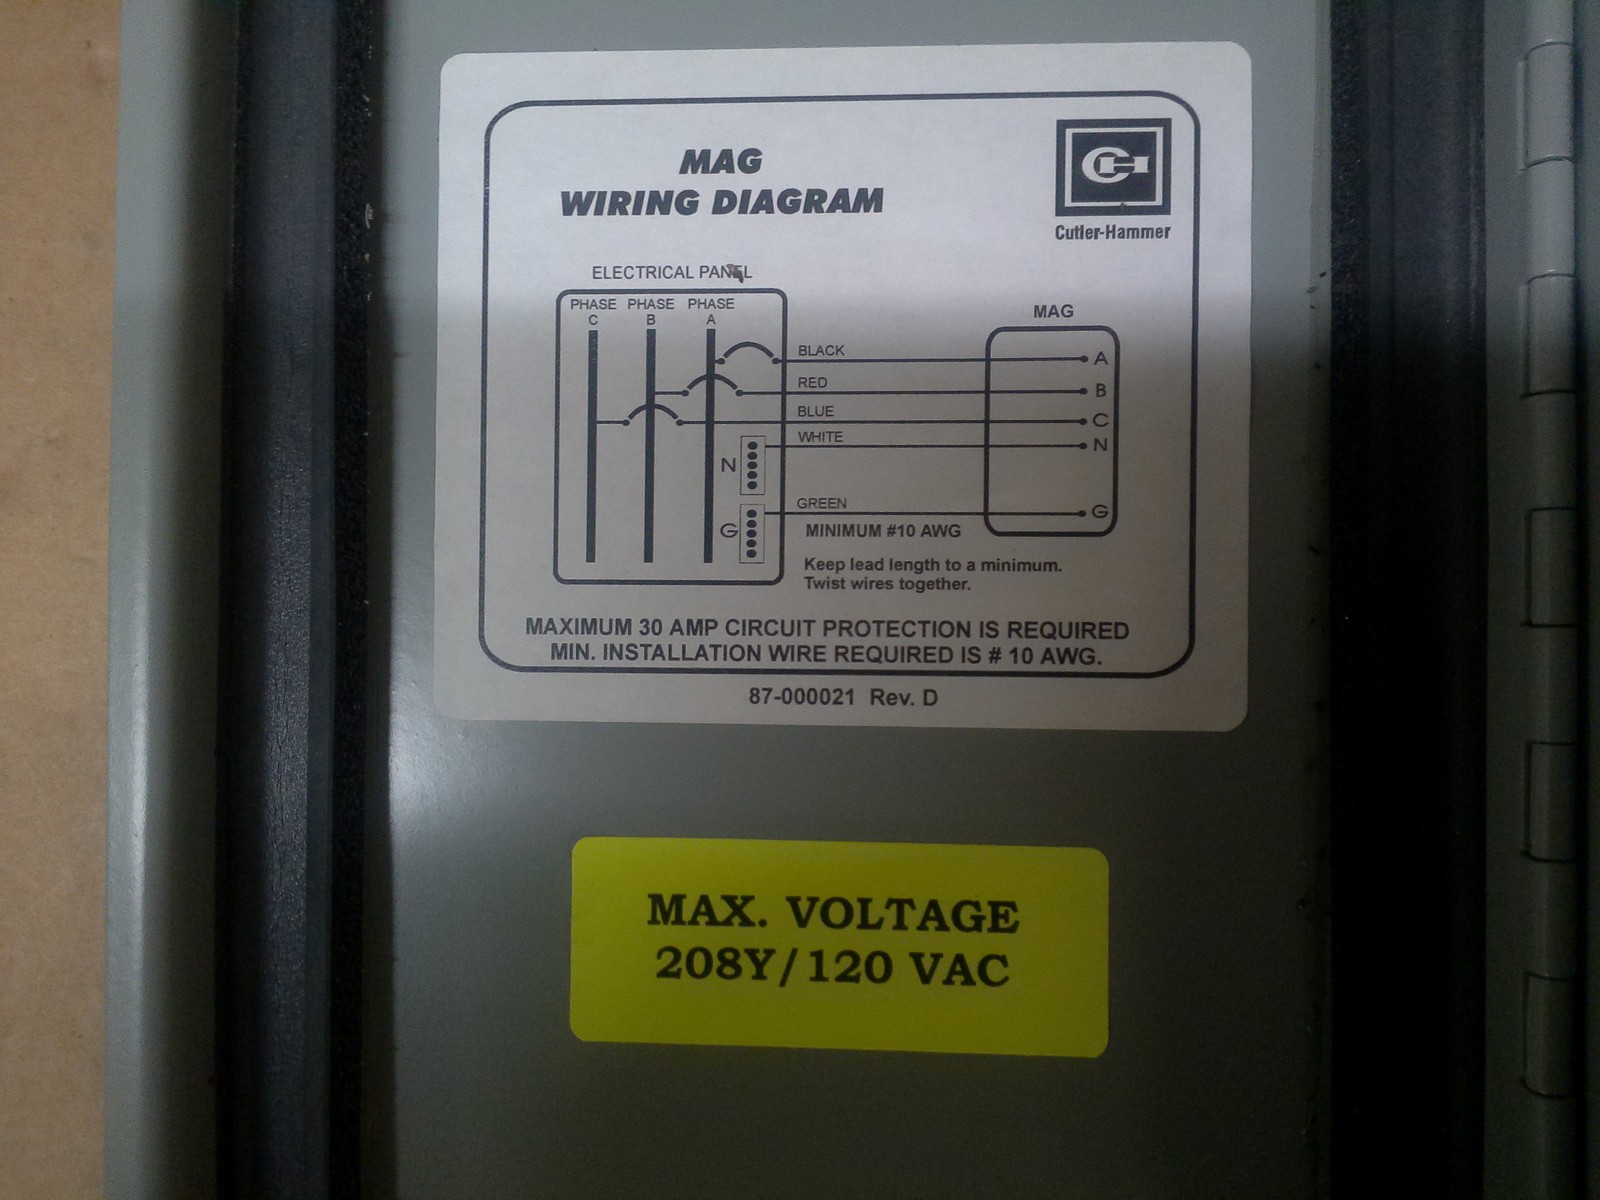 MAG
WIRING DIAGRAM
CH
Cutler-Hammer
ELECTRICAL PANEL
PHASE PHASE PHASE
C B A
MAG
BLACK A
RED B
BLUE C
WHITE N
N
GREEN G
G
MINIMUM #10 AWG
Keep lead length to a minimum.
Twist wires together.
MAXIMUM 30 AMP CIRCUIT PROTECTION IS REQUIRED
MIN. INSTALLATION WIRE REQUIRED IS # 10 AWG.
87-000021 Rev. D
MAX. VOLTAGE
208Y/120 VAC